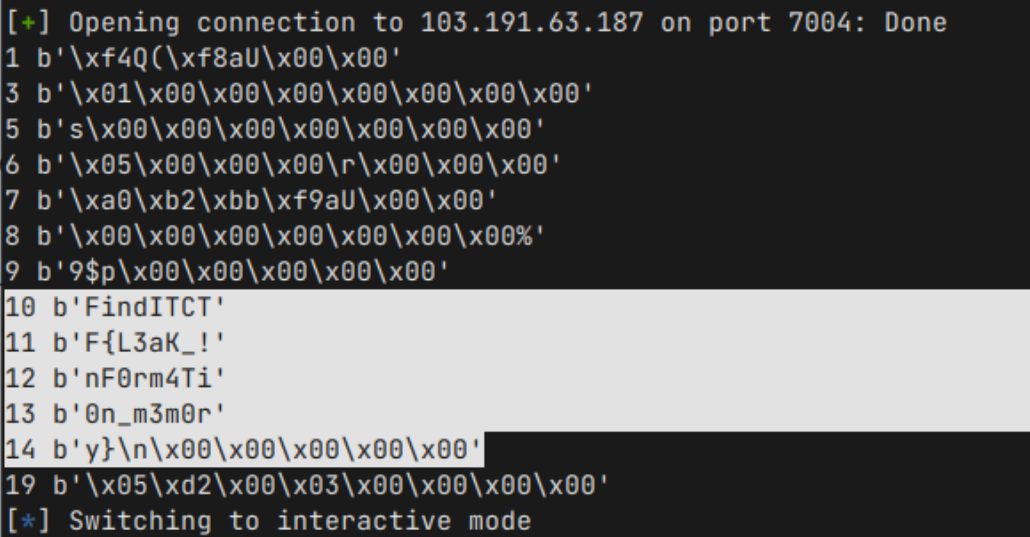 [+] Opening connection to 103.191.63.187 on port 7004: Done
1 b'\xf4Q(\xf8aU\x00\x00'
3 b'\x01\x00\x00\x00\x00\x00\x00\x00'
5 b's\x00\x00\x00\x00\x00\x00\x00'
6 b'\x05\x00\x00\x00\r\x00\x00\x00'
7 b'\xa0\xb2\xbb\xf9aU\x00\x00'
8 b'\x00\x00\x00\x00\x00\x00\x00%'
9 b'9$p\x00\x00\x00\x00\x00'
10 b'FindITCT'
11 b'F{L3aK_!'
12 b'nF0rm4Ti'
13 b'0n_m3m0r'
14 b'y}\n\x00\x00\x00\x00\x00'
19 b'\x05\xd2\x00\x03\x00\x00\x00\x00'
[*] Switching to interactive mode